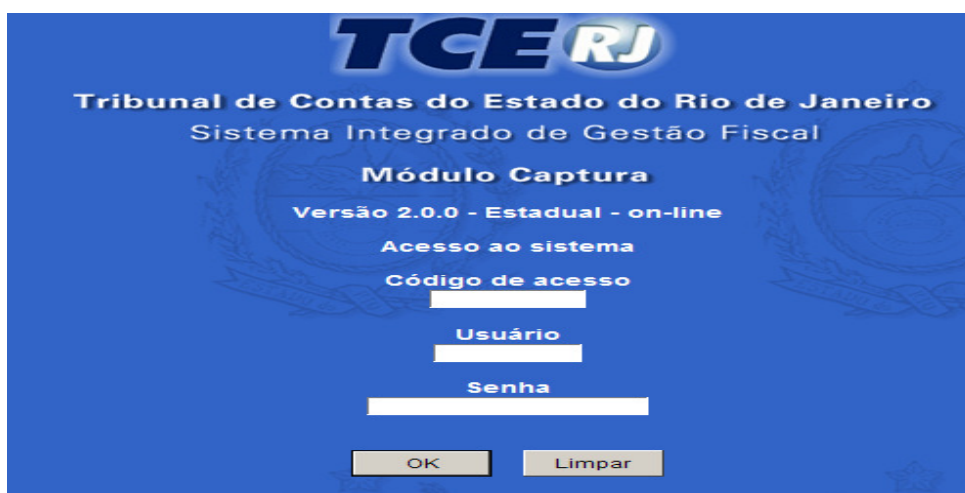 TCE RJ
Tribunal de Contas do Estado do Rio de Janeiro
Sistema Integrado de Gestão Fiscal
Módulo Captura
Versão 2.0.0 - Estadual - on-line
Acesso ao sistema
Código de acesso
Usuário
Senha
OK Limpar